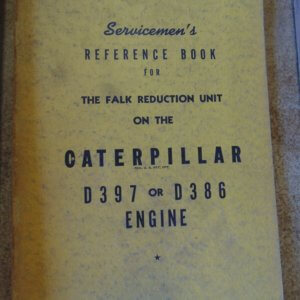 Servicemen's
REFERENCE BOOK
FOR
THE FALK REDUCTION UNIT
ON THE
CATERPILLAR
D397 OR D386
ENGINE